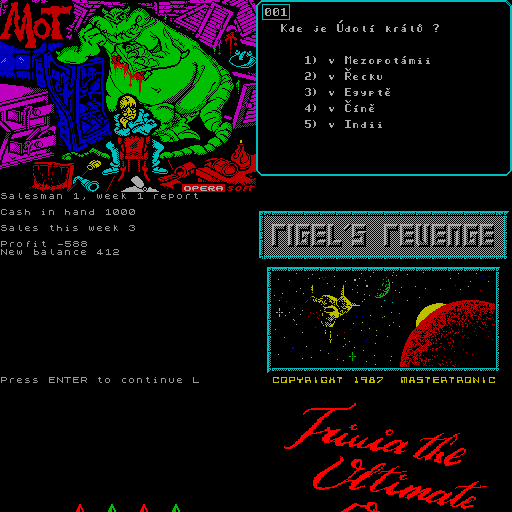 MOT
OPERA SOFT
001
Kde je Údolí králů ?
1) v Mezopotámii
2) v Řecku
3) v Egyptě
4) v Číně
5) v Indii
Salesman 1, week 1 report
Cash in hand 1000
Sales this week 3
Profit -588
New balance 412
Press ENTER to continue L
RIGEL'S REVENGE
COPYRIGHT 1987 MASTERTRONIC
Trivia the
Ultimate